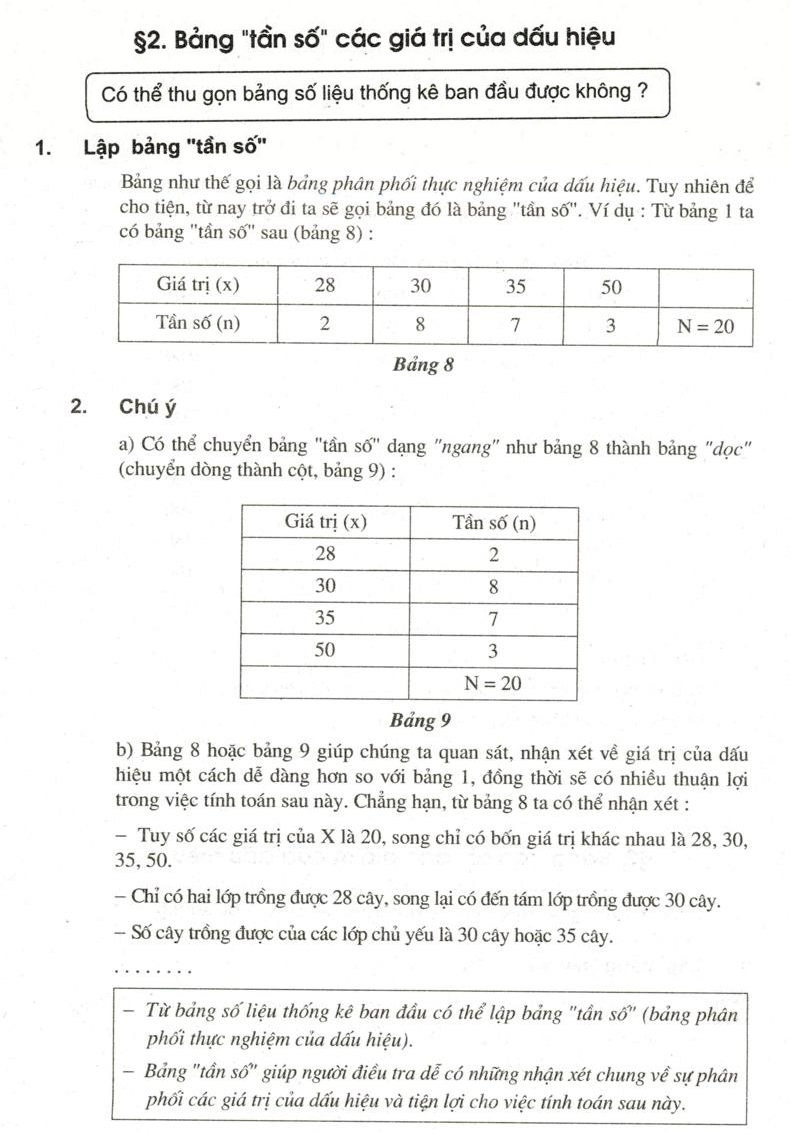 §2. Bảng "tần số" các giá trị của dấu hiệu
Có thể thu gọn bảng số liệu thống kê ban đầu được không ?
1. Lập bảng "tần số"
Bảng như thế gọi là bảng phân phối thực nghiệm của dấu hiệu. Tuy nhiên để
cho tiện, từ nay trở đi ta sẽ gọi bảng đó là bảng "tần số". Ví dụ : Từ bảng 1 ta
có bảng "tần số" sau (bảng 8) :
Giá trị (x) 28 30 35 50
Tần số (n) 2 8 7 3 N = 20
Bảng 8
2. Chú ý
a) Có thể chuyển bảng "tần số" dạng "ngang" như bảng 8 thành bảng "dọc"
(chuyển dòng thành cột, bảng 9) :
Giá trị (x) Tần số (n)
28 2
30 8
35 7
50 3
N = 20
Bảng 9
b) Bảng 8 hoặc bảng 9 giúp chúng ta quan sát, nhận xét về giá trị của dấu
hiệu một cách dễ dàng hơn so với bảng 1, đồng thời sẽ có nhiều thuận lợi
trong việc tính toán sau này. Chẳng hạn, từ bảng 8 ta có thể nhận xét :
– Tuy số các giá trị của X là 20, song chỉ có bốn giá trị khác nhau là 28, 30,
35, 50.
– Chỉ có hai lớp trồng được 28 cây, song lại có đến tám lớp trồng được 30 cây.
– Số cây trồng được của các lớp chủ yếu là 30 cây hoặc 35 cây.
. . . . . . . .
– Từ bảng số liệu thống kê ban đầu có thể lập bảng "tần số" (bảng phân
phối thực nghiệm của dấu hiệu).
– Bảng "tần số" giúp người điều tra dễ có những nhận xét chung về sự phân
phối các giá trị của dấu hiệu và tiện lợi cho việc tính toán sau này.